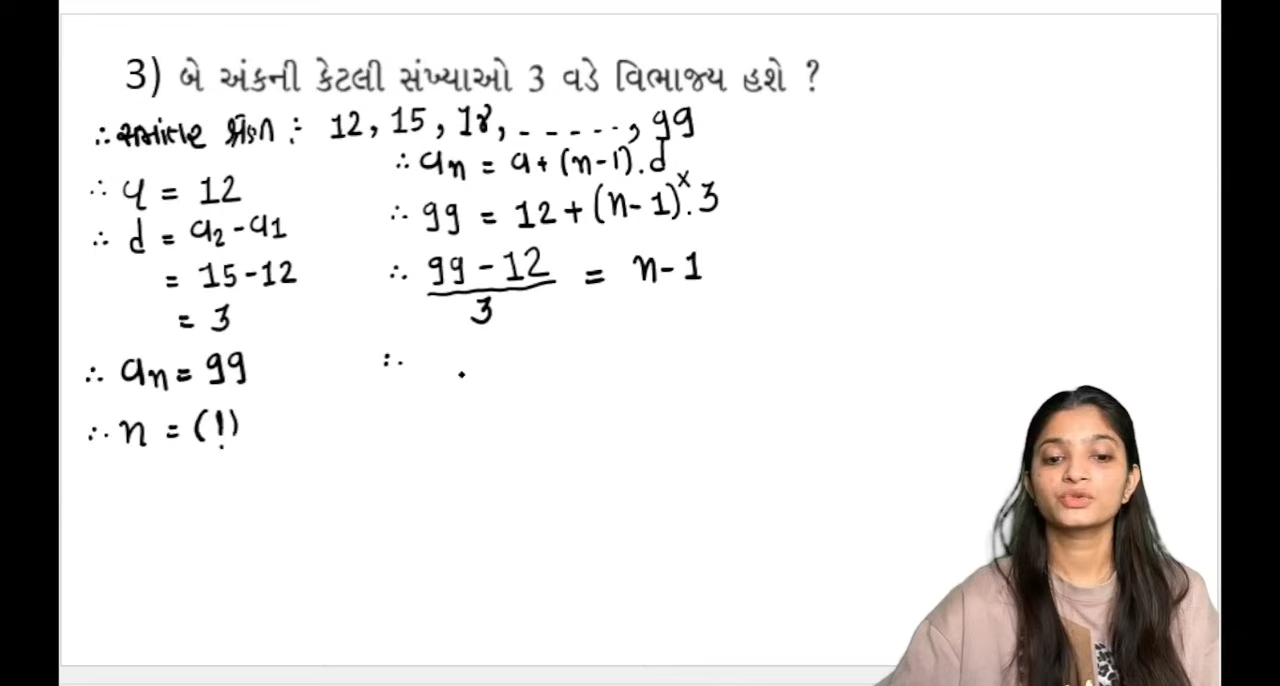 3) બે અંકની કેટલી સંખ્યાઓ 3 વડે વિભાજ્ય હશે ?
∴ સમાંતર શ્રેણી : 12, 15, 18, - - - - - , 99
∴ a = 12
∴ d = a2 - a1
= 15 - 12
= 3
∴ an = 99
∴ n = (!)
∴ an = a + (n - 1). d
∴ 99 = 12 + (n - 1)× . 3
∴ 99 - 12 / 3 = n - 1
∴